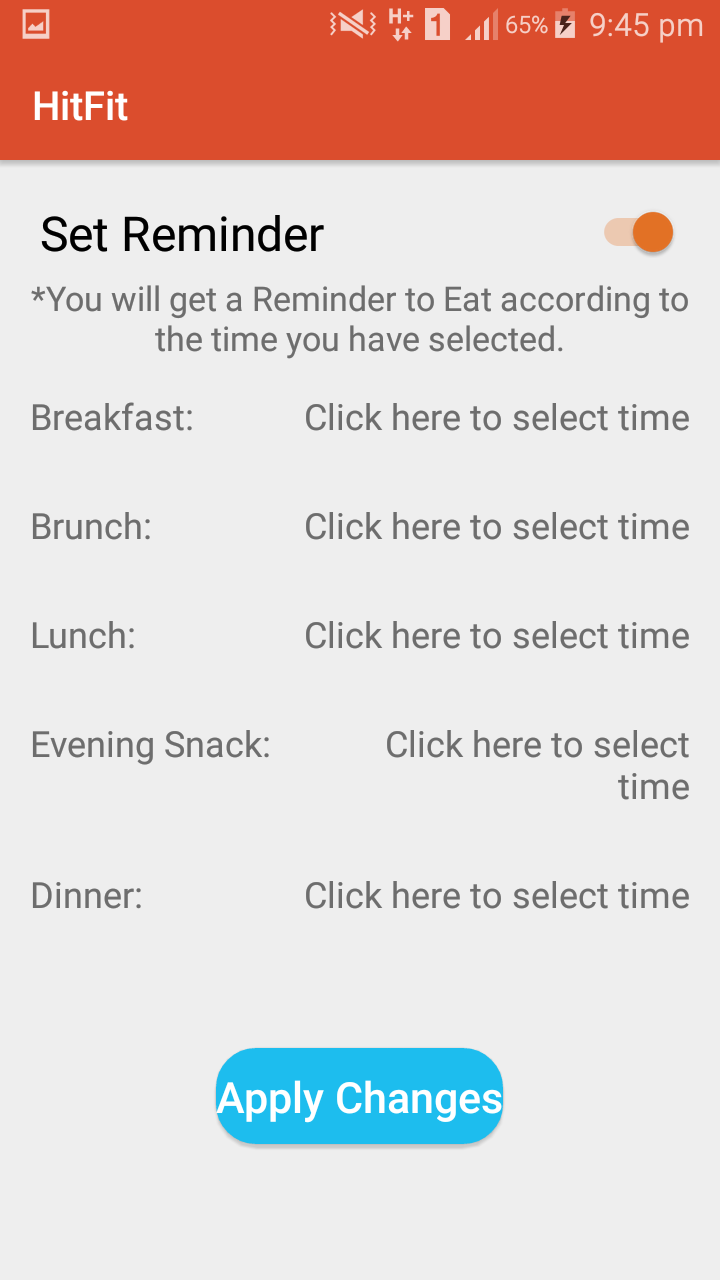 H+ 1 65% 9:45 pm
HitFit
Set Reminder
*You will get a Reminder to Eat according to
the time you have selected.
Breakfast: Click here to select time
Brunch: Click here to select time
Lunch: Click here to select time
Evening Snack: Click here to select
time
Dinner: Click here to select time
Apply Changes